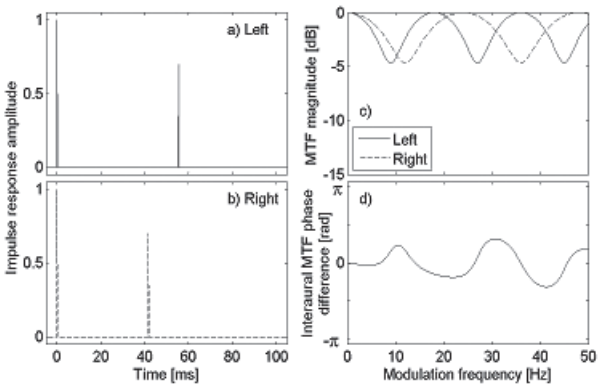 Impulse response amplitude
1
0.5
0
a) Left
1
0.5
0
b) Right
0
20
40
60
80
100
Time [ms]
MTF magnitude [dB]
0
-5
-10
-15
c)
Left
Right
Interaural MTF phase
difference [rad]
π
0
-π
d)
0
10
20
30
40
50
Modulation frequency [Hz]